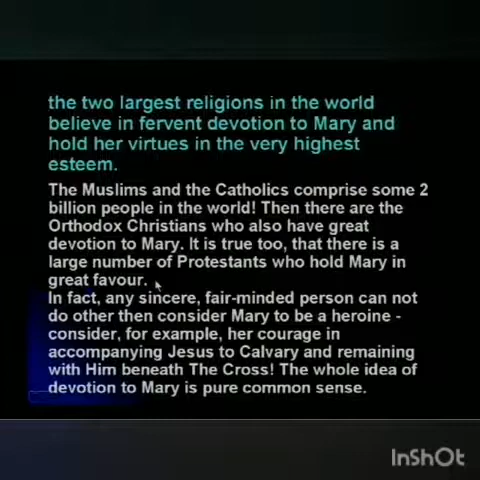 the two largest religions in the world
believe in fervent devotion to Mary and
hold her virtues in the very highest
esteem.
The Muslims and the Catholics comprise some 2
billion people in the world! Then there are the
Orthodox Christians who also have great
devotion to Mary. It is true too, that there is a
large number of Protestants who hold Mary in
great favour.
In fact, any sincere, fair-minded person can not
do other then consider Mary to be a heroine -
consider, for example, her courage in
accompanying Jesus to Calvary and remaining
with Him beneath The Cross! The whole idea of
devotion to Mary is pure common sense.
InShOt